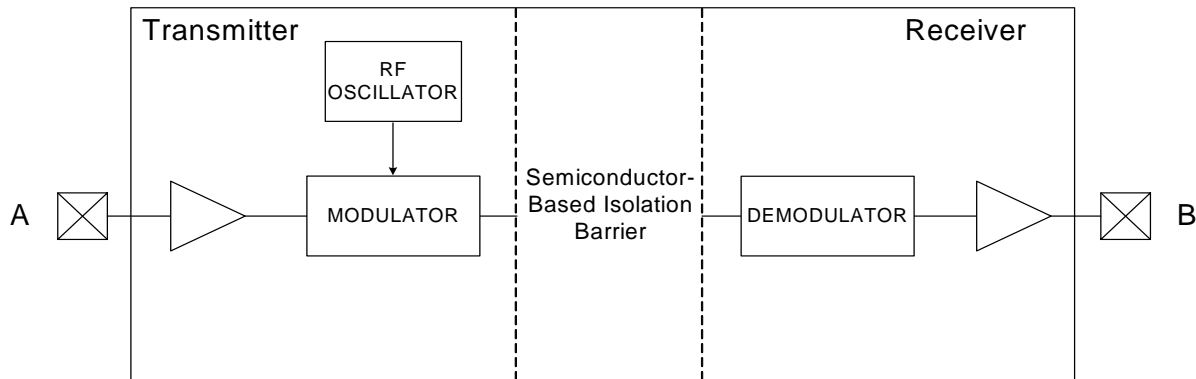 Transmitter
Receiver
RF
OSCILLATOR
A
MODULATOR
Semiconductor-
Based Isolation
Barrier
DEMODULATOR
B